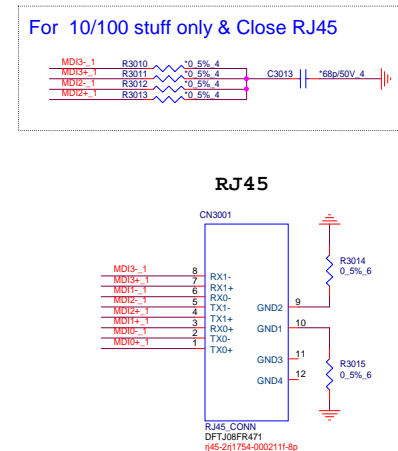 For 10/100 stuff only & Close RJ45
MDI3-_1 R3010 *0_5%_4
MDI3+_1 R3011 *0_5%_4
MDI2-_1 R3012 *0_5%_4
MDI2+_1 R3013 *0_5%_4
C3013 *68p/50V_4
RJ45
CN3001
MDI3-_1 8 RX1-
MDI3+_1 7 RX1+
MDI1-_1 6 RX0-
MDI2-_1 5 TX1-
MDI2+_1 4 TX1+
MDI1+_1 3 RX0+
MDI0-_1 2 TX0-
MDI0+_1 1 TX0+
GND2 9
GND1 10
GND3 11
GND4 12
R3014
0_5%_6
R3015
0_5%_6
RJ45_CONN
DFTJ08FR471
rj45-2rj1754-000211f-8p